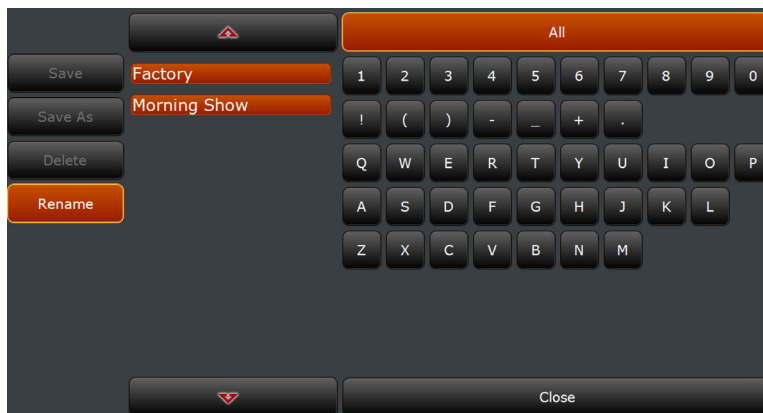 All
Save
Factory
1 2 3 4 5 6 7 8 9 0
Save As
Morning Show
! ( ) - _ + .
Delete
Q W E R T Y U I O P
Rename
A S D F G H J K L
Z X C V B N M
Close